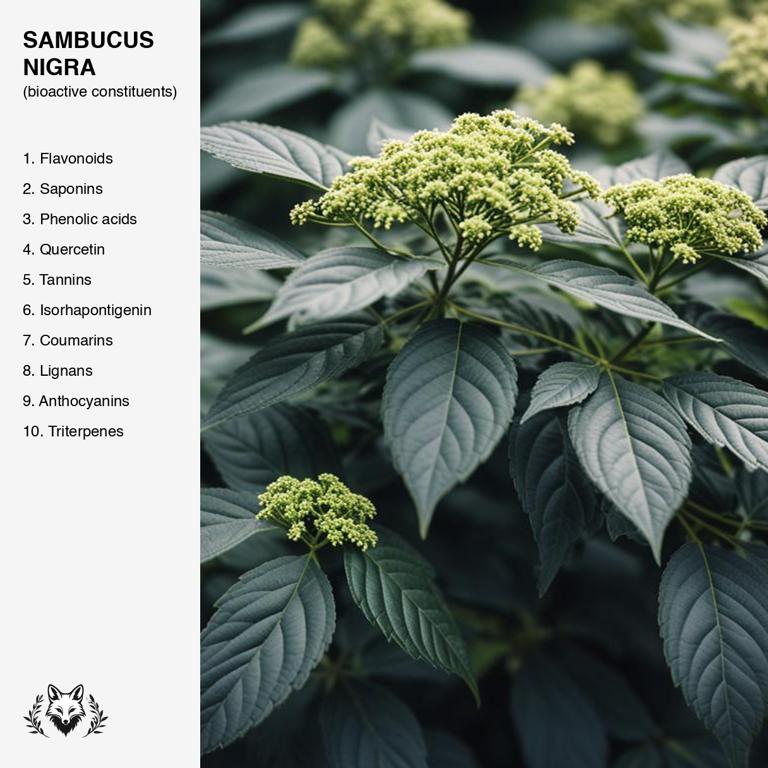 SAMBUCUS
NIGRA
(bioactive constituents)
1. Flavonoids
2. Saponins
3. Phenolic acids
4. Quercetin
5. Tannins
6. Isorhapontigenin
7. Coumarins
8. Lignans
9. Anthocyanins
10. Triterpenes